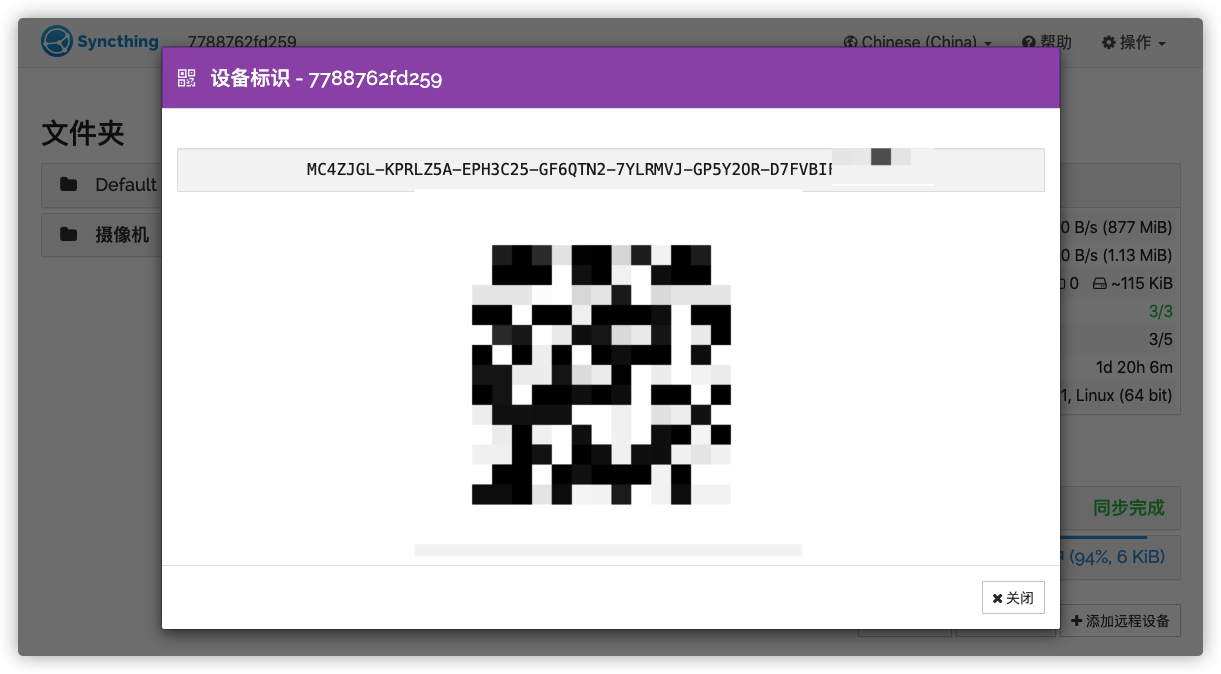 Syncthing 7788762fd259 Chinese (China) 帮助 操作
设备标识 - 7788762fd259
文件夹
MC4ZJGL-KPRLZ5A-EPH3C25-GF6QTN2-7YLRMVJ-GP5Y2OR-D7FVBI
Default
摄像机
0 B/s (877 MiB)
0 B/s (1.13 MiB)
0 ~115 KiB
3/3
3/5
1d 20h 6m
1, Linux (64 bit)
同步完成
(94%, 6 KiB)
关闭
添加远程设备